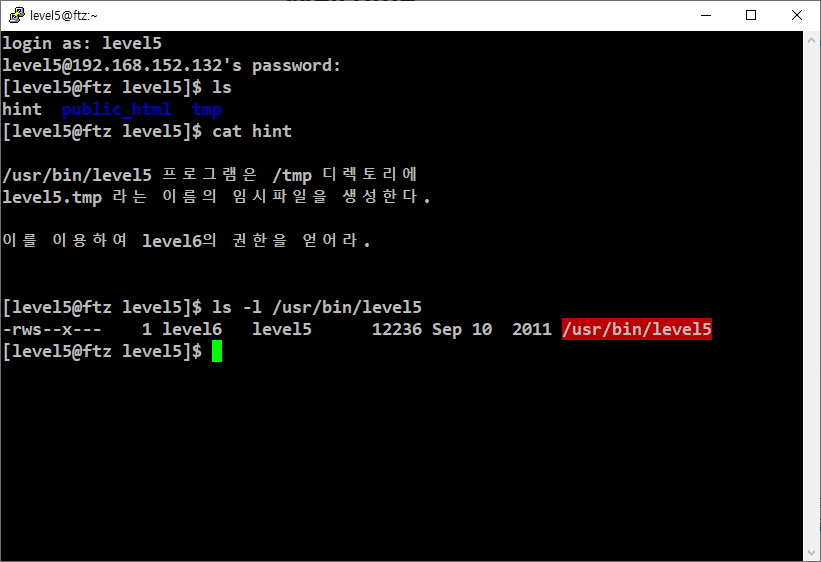 level5@ftz:~
login as: level5
level5@192.168.152.132's password:
[level5@ftz level5]$ ls
hint  public_html  tmp
[level5@ftz level5]$ cat hint
/usr/bin/level5 프로그램은 /tmp 디렉토리에
level5.tmp 라는 이름의 임시파일을 생성한다.
이를 이용하여 level6의 권한을 얻어라.
[level5@ftz level5]$ ls -l /usr/bin/level5
-rws--x---    1 level6   level5      12236 Sep 10  2011 /usr/bin/level5
[level5@ftz level5]$